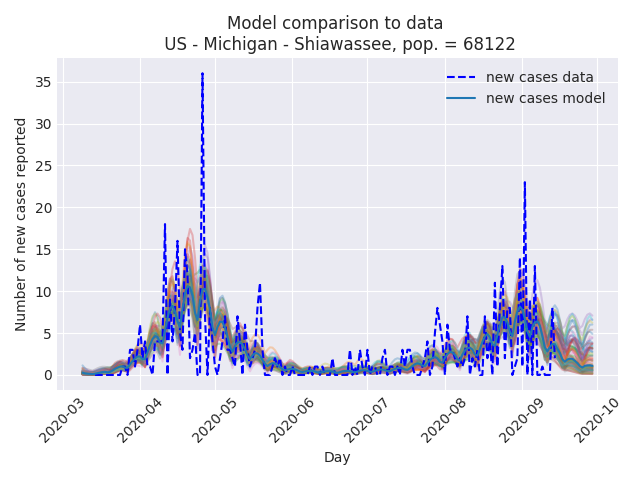 Model comparison to data
US - Michigan - Shiawassee, pop. = 68122
new cases data
new cases model
Number of new cases reported
35
30
25
20
15
10
5
0
2020-03
2020-04
2020-05
2020-06
2020-07
2020-08
2020-09
2020-10
Day